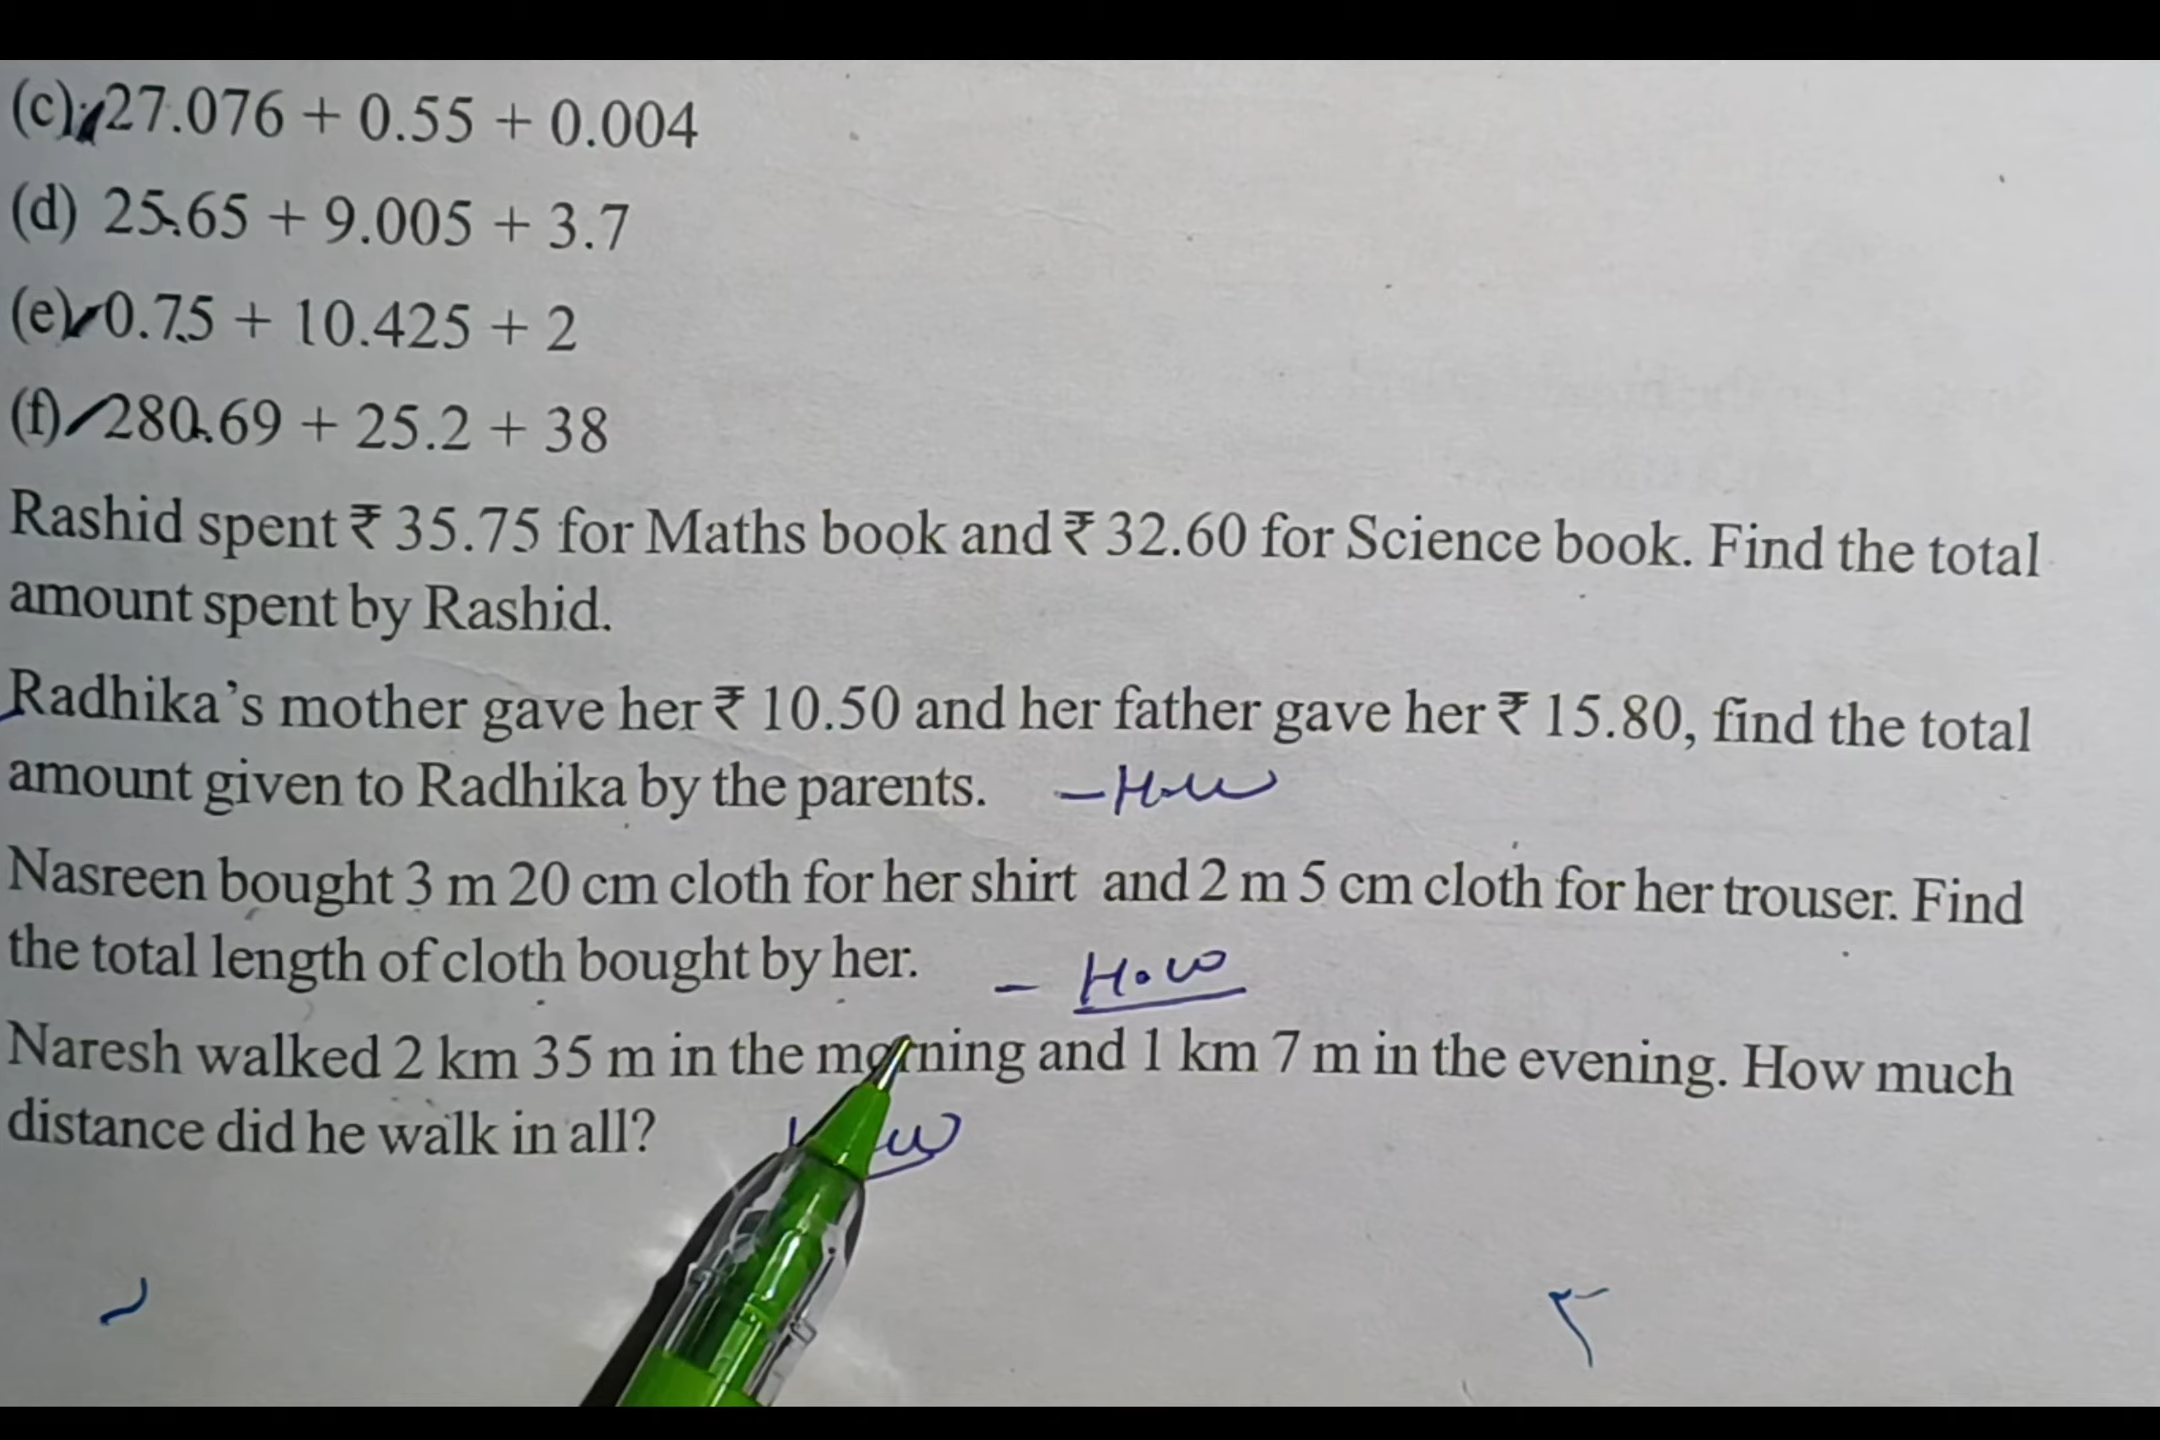 (c) 27.076 + 0.55 + 0.004
(d) 25.65 + 9.005 + 3.7
(e) 0.75 + 10.425 + 2
(f) 280.69 + 25.2 + 38
Rashid spent ₹ 35.75 for Maths book and ₹ 32.60 for Science book. Find the total
amount spent by Rashid.
Radhika’s mother gave her ₹ 10.50 and her father gave her ₹ 15.80, find the total
amount given to Radhika by the parents. - H.w
Nasreen bought 3 m 20 cm cloth for her shirt and 2 m 5 cm cloth for her trouser. Find
the total length of cloth bought by her. - H.w
Naresh walked 2 km 35 m in the morning and 1 km 7 m in the evening. How much
distance did he walk in all?